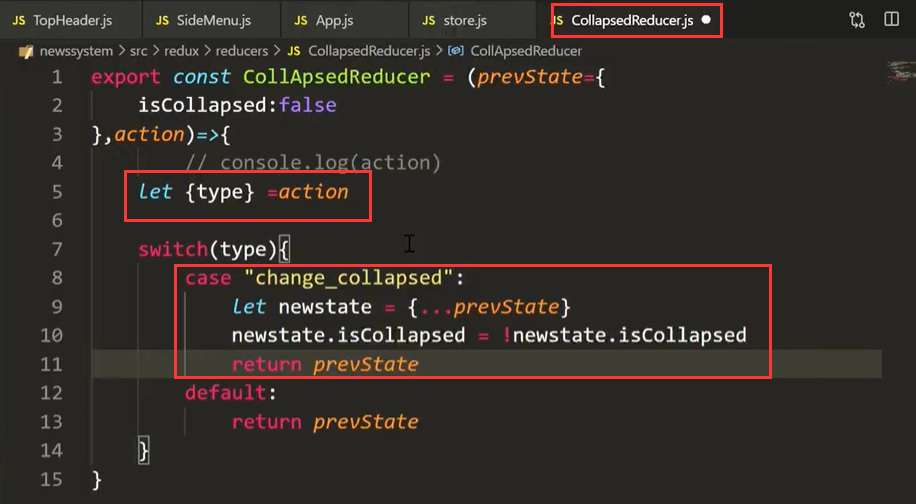 JS TopHeader.js JS SideMenu.js JS App.js JS store.js JS CollapsedReducer.js
newssystem > src > redux > reducers > JS CollapsedReducer.js > CollApsedReducer
1 export const CollApsedReducer = (prevState={
2 isCollapsed:false
3 },action)=>{
4 // console.log(action)
5 let {type} =action
6
7 switch(type){
8 case "change_collapsed":
9 let newstate = {...prevState}
10 newstate.isCollapsed = !newstate.isCollapsed
11 return prevState
12 default:
13 return prevState
14 }
15 }